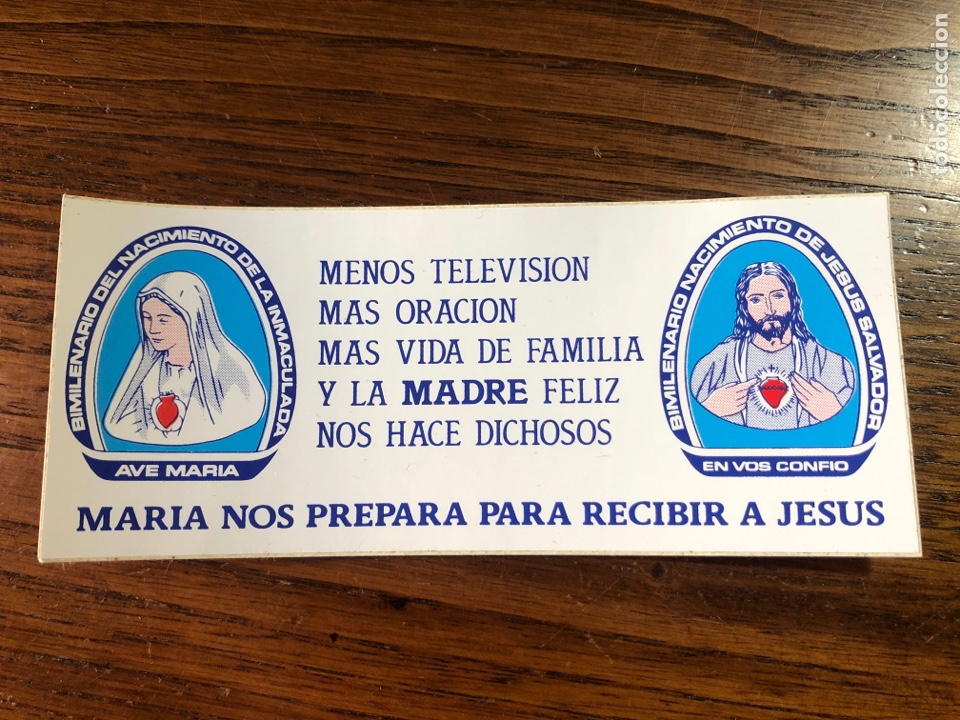 BIMILENARIO DEL NACIMIENTO DE LA INMACULADA
AVE MARIA
MENOS TELEVISION
MAS ORACION
MAS VIDA DE FAMILIA
Y LA MADRE FELIZ
NOS HACE DICHOSOS
BIMILENARIO NACIMIENTO DE JESUS SALVADOR
EN VOS CONFIO
MARIA NOS PREPARA PARA RECIBIR A JESUS
todocoleccion